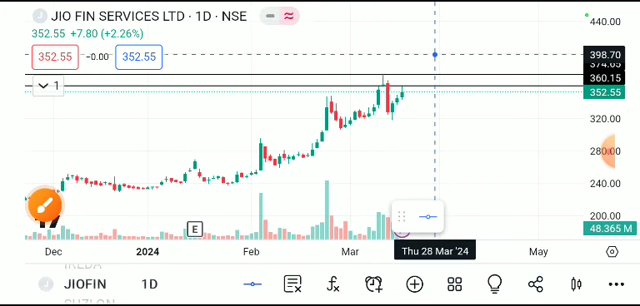 JIO FIN SERVICES LTD · 1D · NSE
352.55 +7.80 (+2.26%)
352.55 −0.00 352.55
1
440.00
398.70
374.65
360.15
352.55
320.00
280.00
240.00
200.00
48.365 M
E
Dec 2024 Feb Mar Thu 28 Mar '24 May
JIOFIN 1D
SUZLON